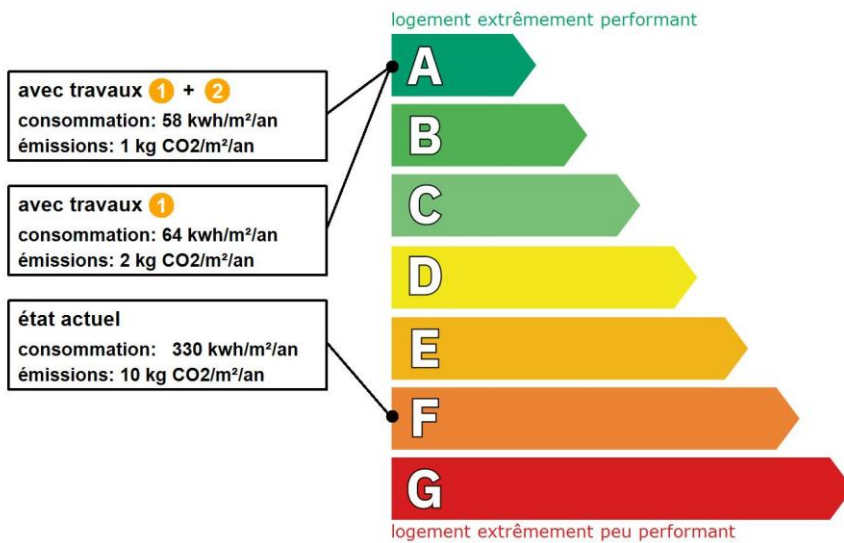 logement extrêmement performant
avec travaux 1 + 2
consommation: 58 kwh/m²/an
émissions: 1 kg CO2/m²/an
avec travaux 1
consommation: 64 kwh/m²/an
émissions: 2 kg CO2/m²/an
état actuel
consommation: 330 kwh/m²/an
émissions: 10 kg CO2/m²/an
A
B
C
D
E
F
G
logement extrêmement peu performant